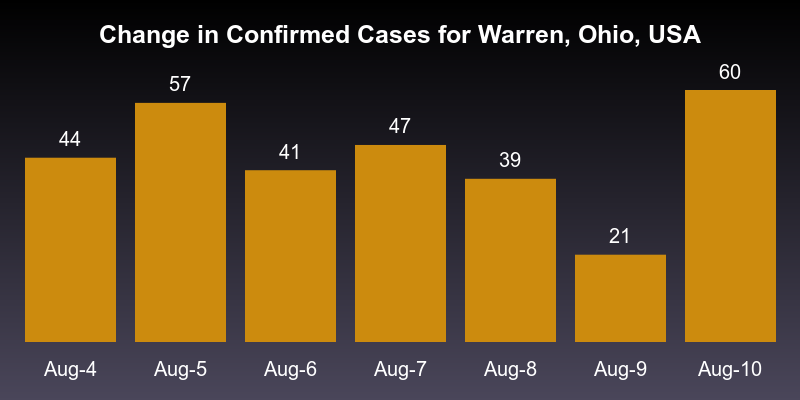 Change in Confirmed Cases for Warren, Ohio, USA
44 57 41 47 39 21 60
Aug-4 Aug-5 Aug-6 Aug-7 Aug-8 Aug-9 Aug-10